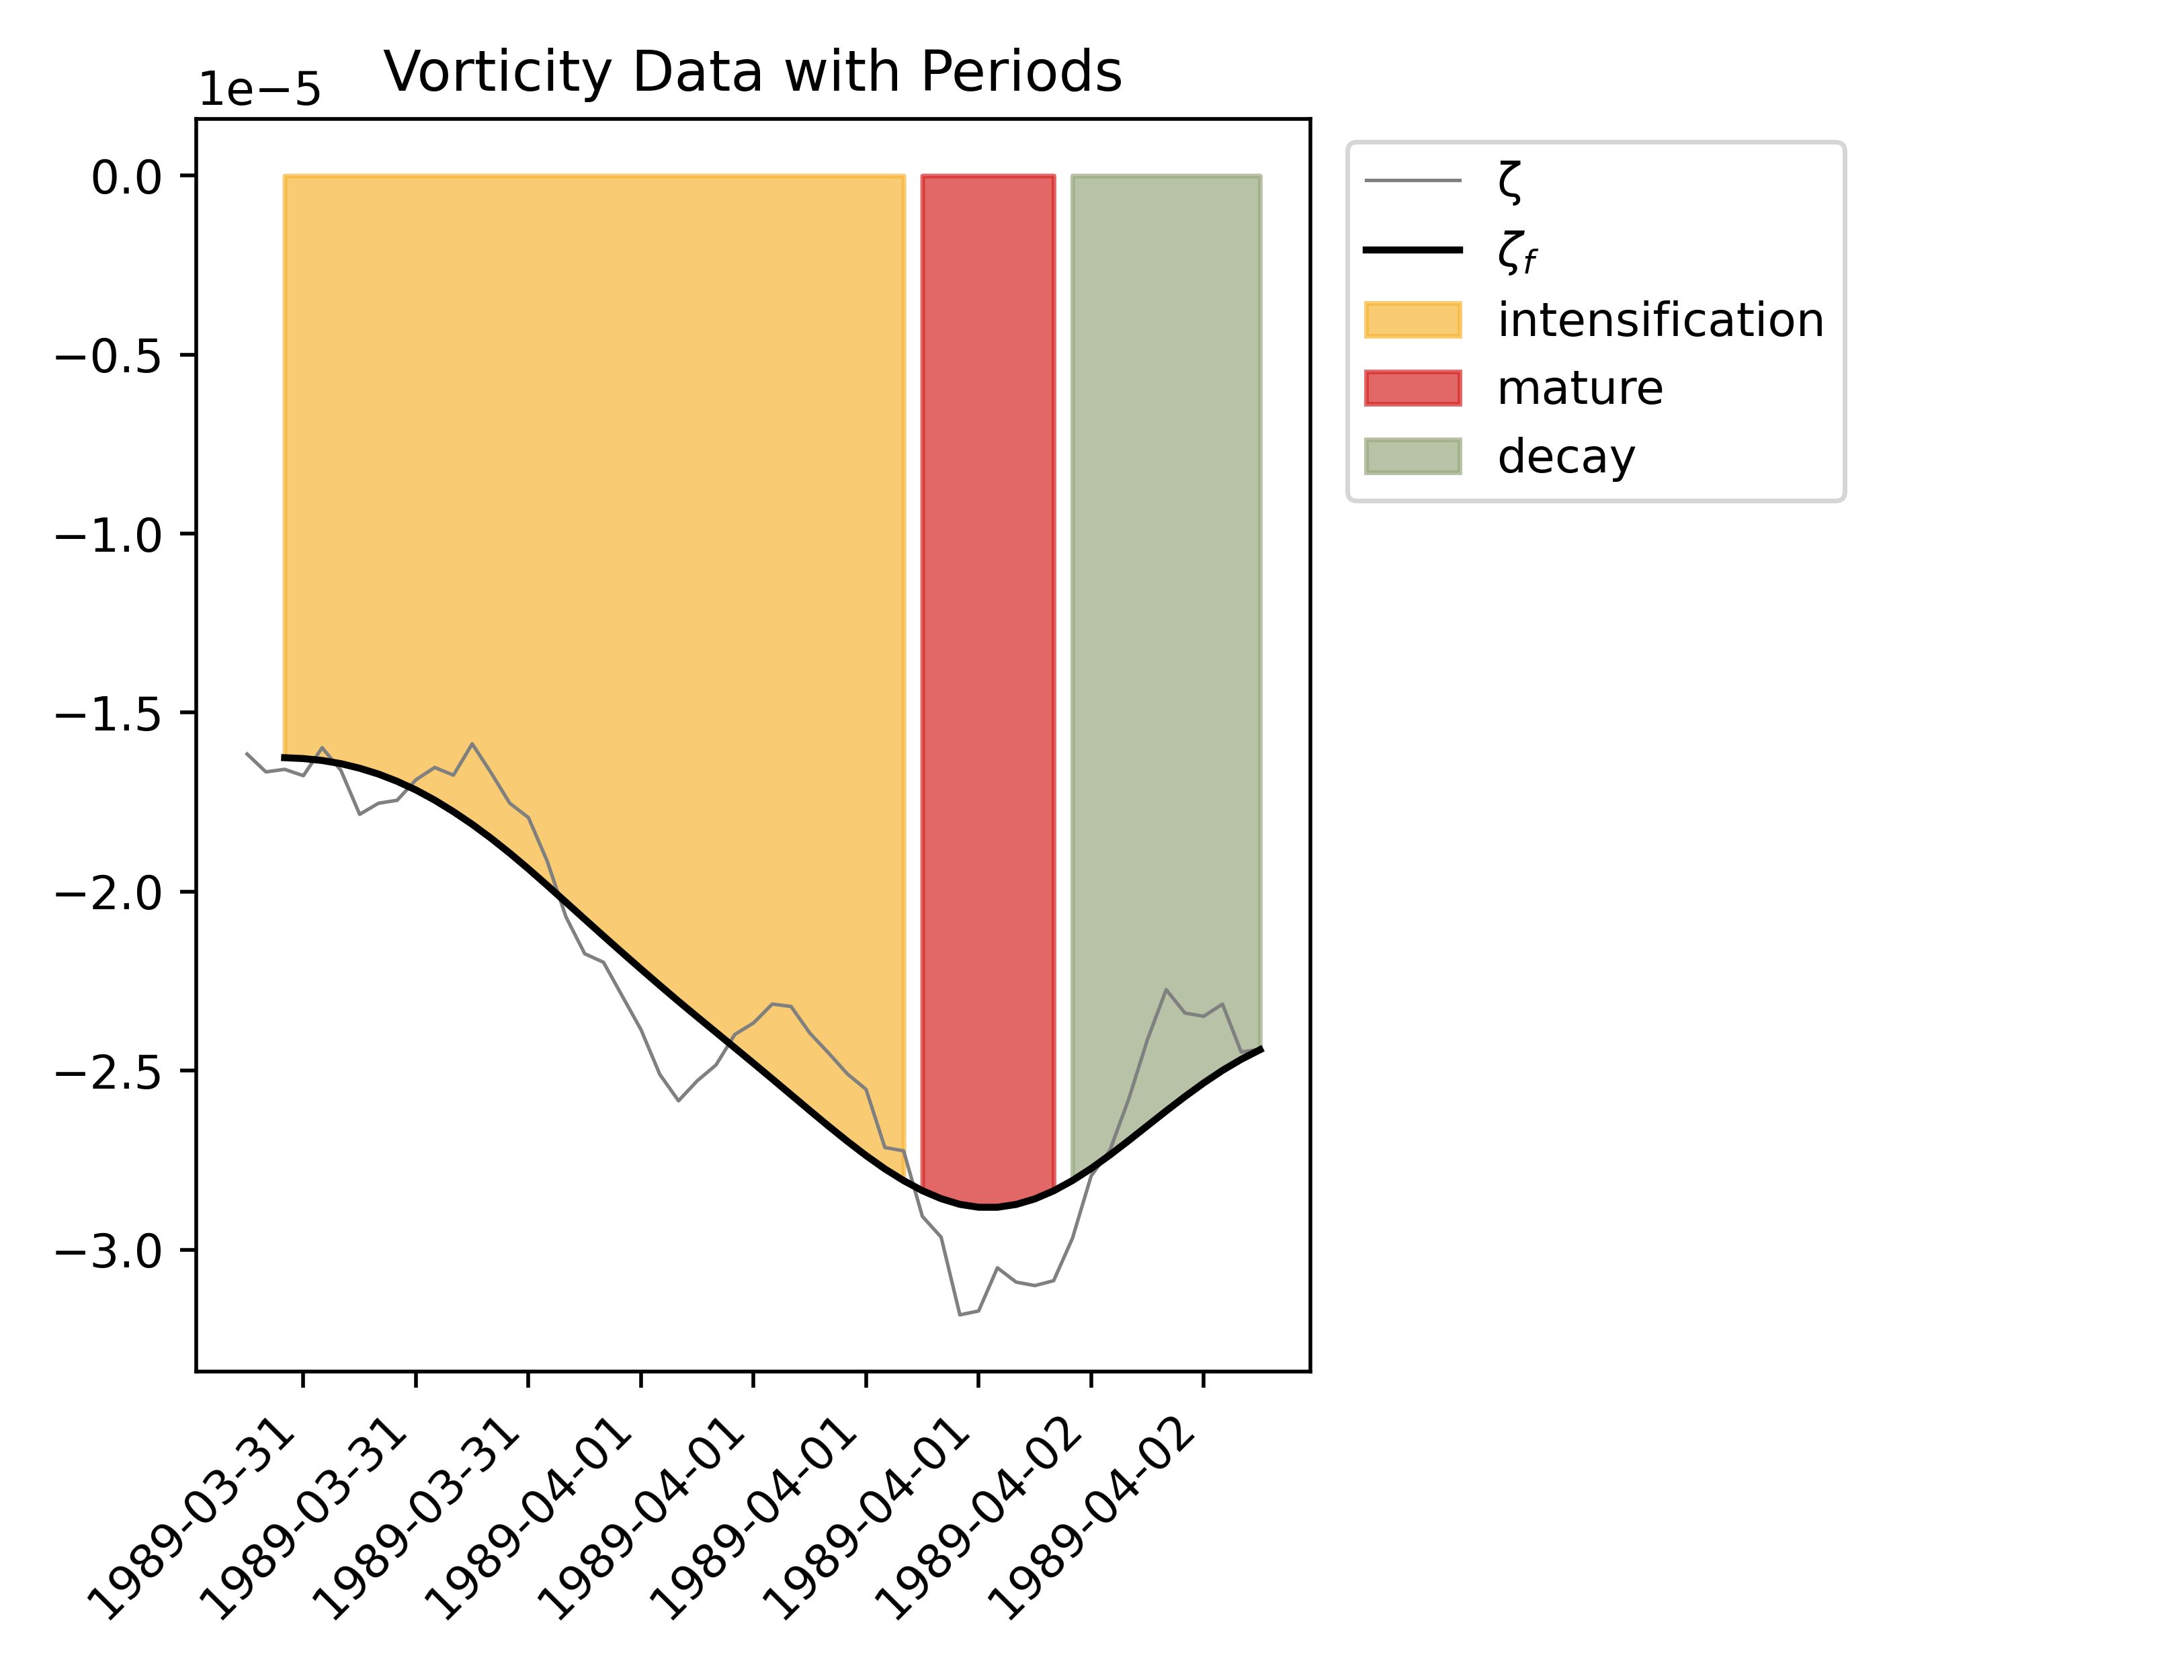 Vorticity Data with Periods
1e−5
0.0
−0.5
−1.0
−1.5
−2.0
−2.5
−3.0
1989-03-31
1989-03-31
1989-03-31
1989-04-01
1989-04-01
1989-04-01
1989-04-01
1989-04-02
1989-04-02
ζ
ζf
intensification
mature
decay